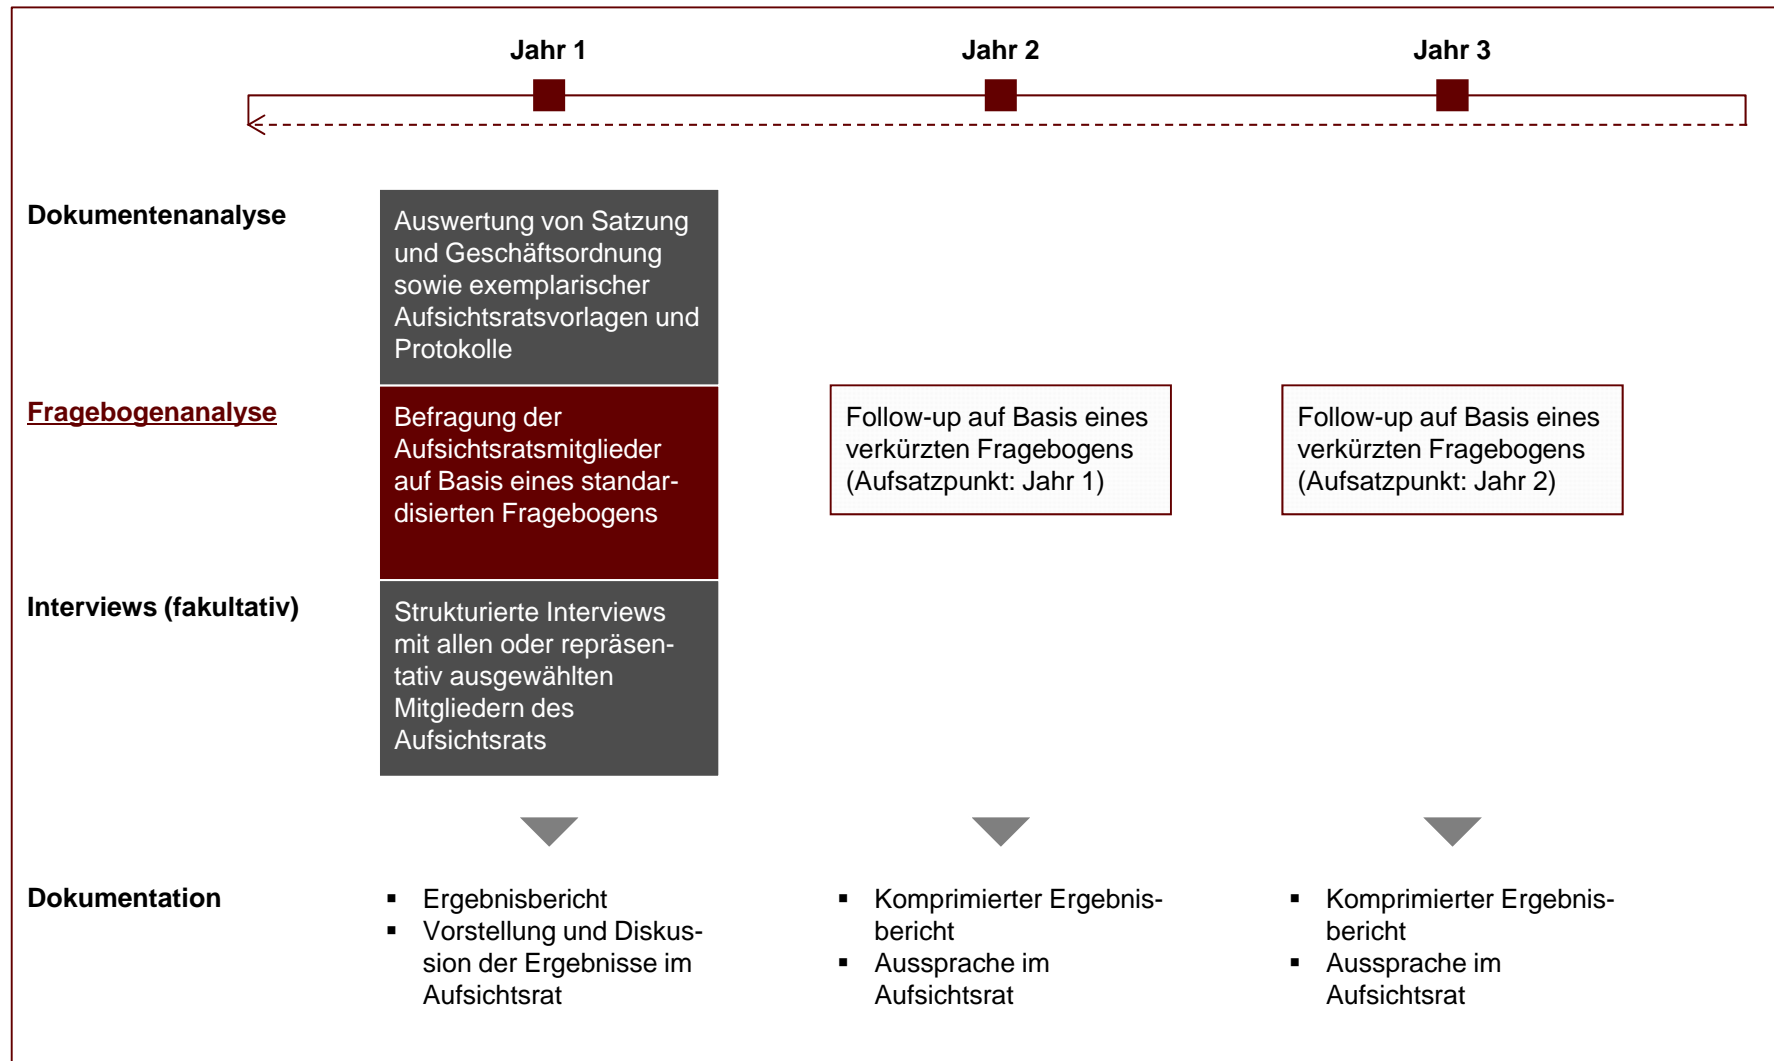 Jahr 1
Jahr 2
Jahr 3
Dokumentenanalyse
Auswertung von Satzung
und Geschäftsordnung
sowie exemplarischer
Aufsichtsratsvorlagen und
Protokolle
Fragebogenanalyse
Befragung der
Aufsichtsratsmitglieder
auf Basis eines standar-
disierten Fragebogens
Follow-up auf Basis eines
verkürzten Fragebogens
(Aufsatzpunkt: Jahr 1)
Follow-up auf Basis eines
verkürzten Fragebogens
(Aufsatzpunkt: Jahr 2)
Interviews (fakultativ)
Strukturierte Interviews
mit allen oder repräsen-
tativ ausgewählten
Mitgliedern des
Aufsichtsrats
Dokumentation
▪ Ergebnisbericht
▪ Vorstellung und Diskus-
sion der Ergebnisse im
Aufsichtsrat
▪ Komprimierter Ergebnis-
bericht
▪ Aussprache im
Aufsichtsrat
▪ Komprimierter Ergebnis-
bericht
▪ Aussprache im
Aufsichtsrat